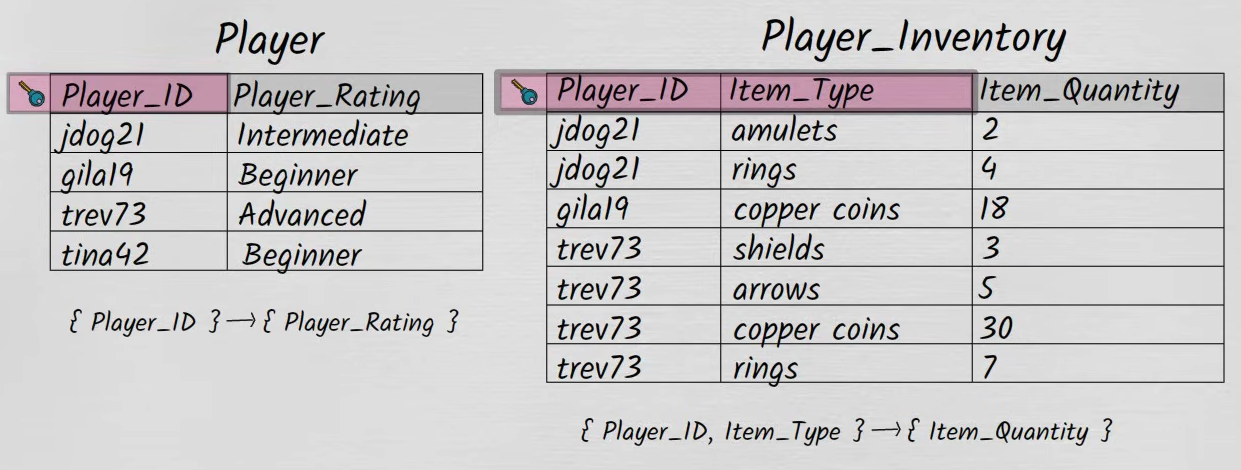 Player
Player_ID Player_Rating
jdog21 Intermediate
gila19 Beginner
trev73 Advanced
tina42 Beginner
{ Player_ID } → { Player_Rating }
Player_Inventory
Player_ID Item_Type Item_Quantity
jdog21 amulets 2
jdog21 rings 4
gila19 copper coins 18
trev73 shields 3
trev73 arrows 5
trev73 copper coins 30
trev73 rings 7
{ Player_ID, Item_Type } → { Item_Quantity }